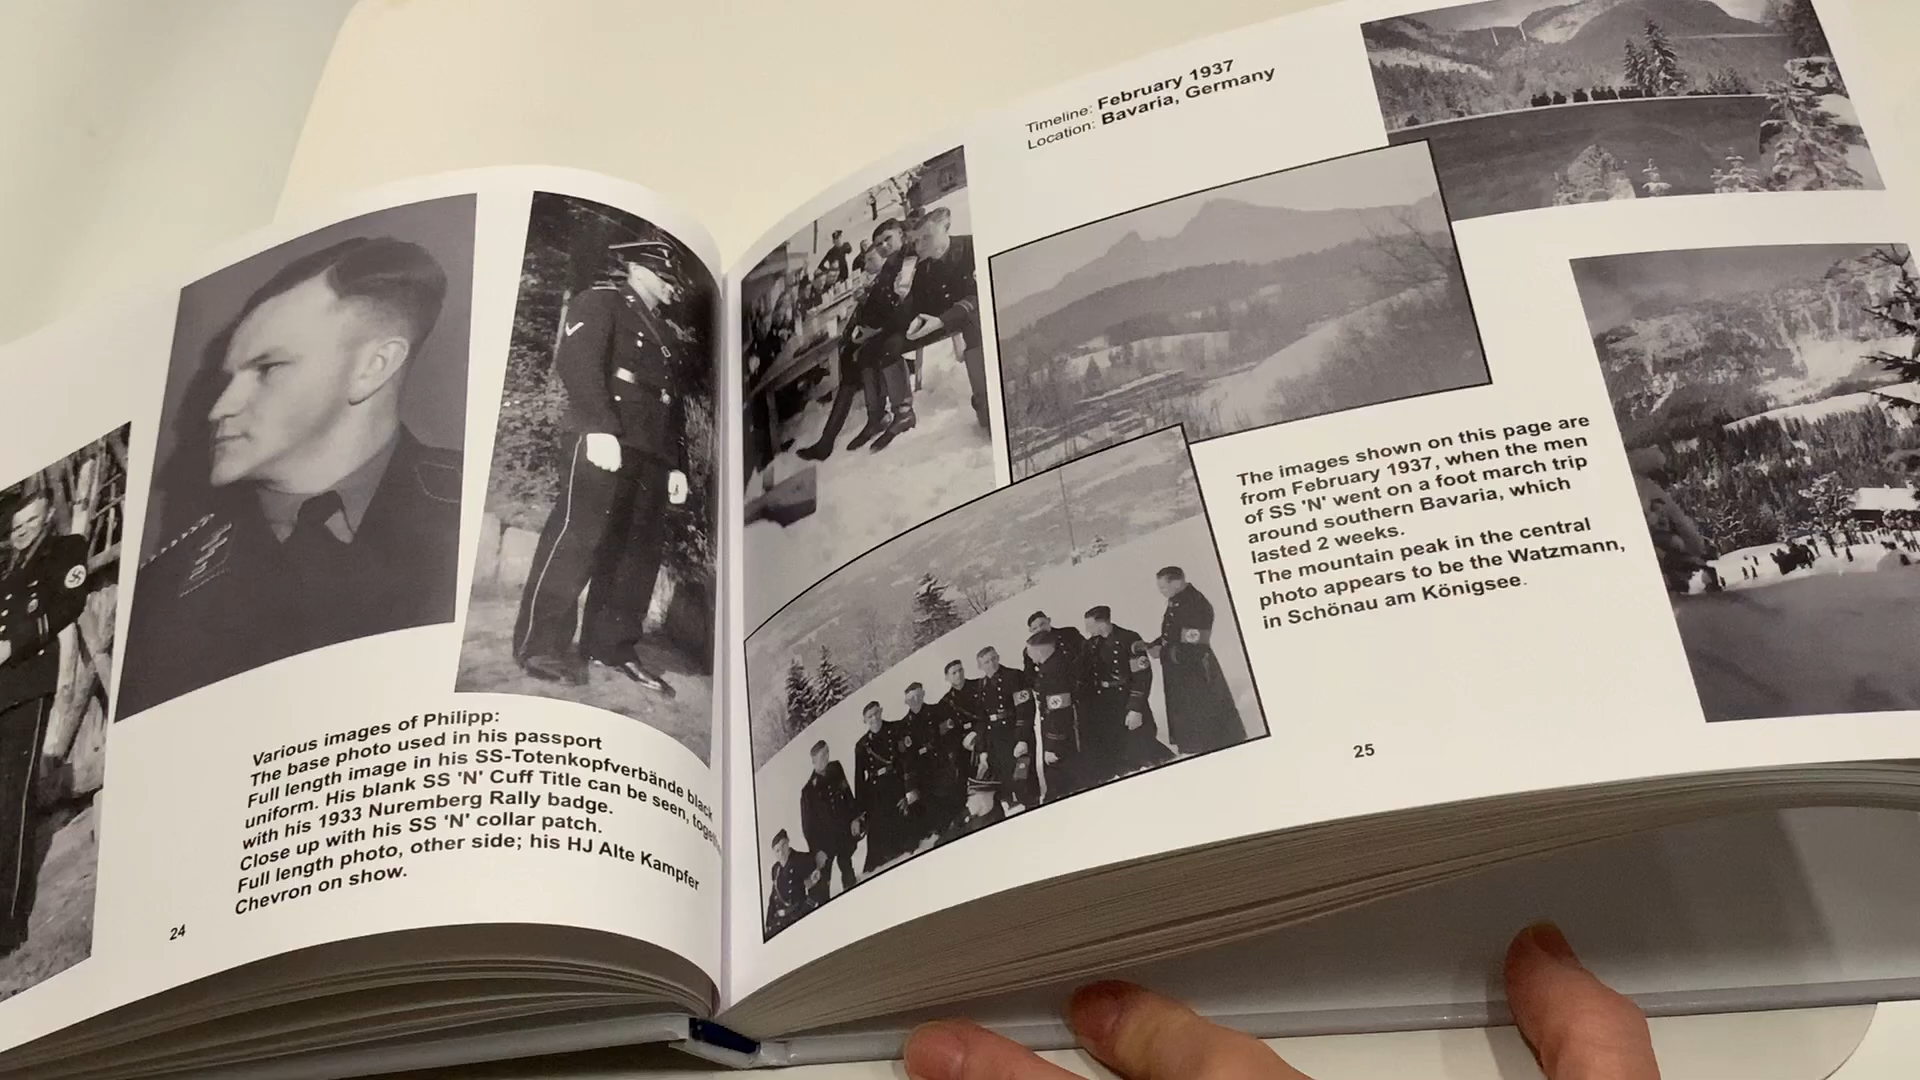 Various images of Philipp:
The base photo used in his passport
Full length image in his SS-Totenkopfverbände black
uniform. His blank SS 'N' Cuff Title can be seen,
with his 1933 Nuremberg Rally badge.
Close up with his SS 'N' collar patch.
Full length photo, other side; his HJ Alte Kampfer
Chevron on show.
24
Timeline: February 1937
Location: Bavaria, Germany
The images shown on this page are
from February 1937, when the men
of SS 'N' went on a foot march trip
around southern Bavaria, which
lasted 2 weeks.
The mountain peak in the central
photo appears to be the Watzmann,
in Schönau am Königsee.
25